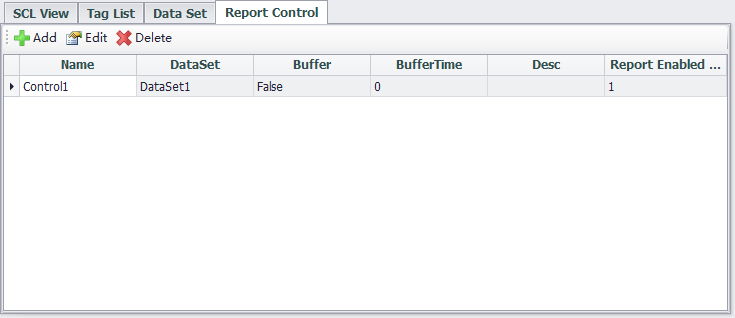 SCL View Tag List Data Set Report Control
Add Edit Delete
Name DataSet Buffer BufferTime Desc Report Enabled ...
Control1 DataSet1 False 0 1